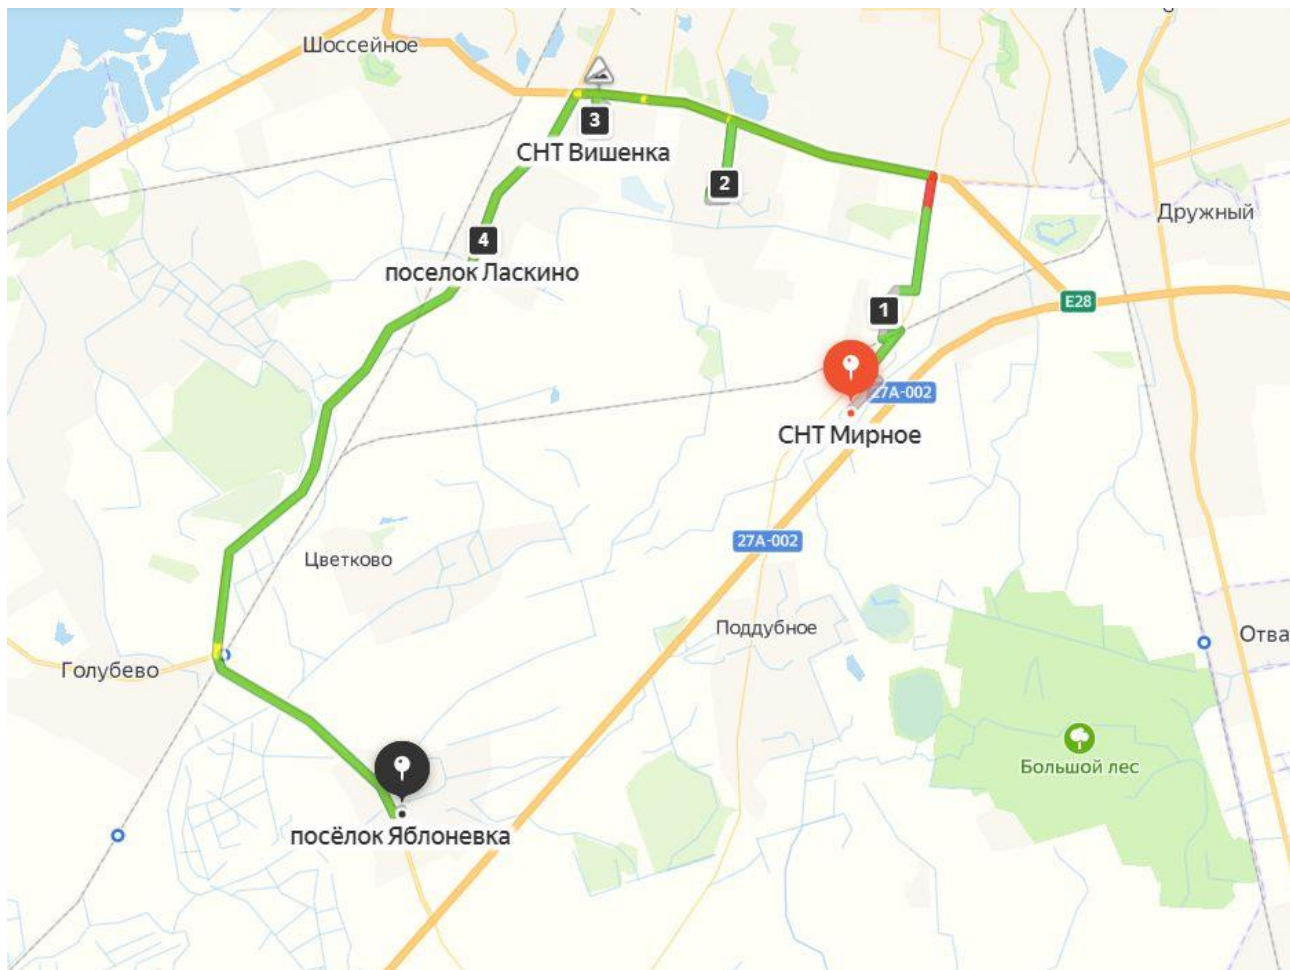 Шоссейное
3
СНТ Вишенка
2
Дружный
4
поселок Ласкино
E28
1
27А-002
СНТ Мирное
27А-002
Цветково
Поддубное
Отва
Голубево
Большой лес
посёлок Яблоневка